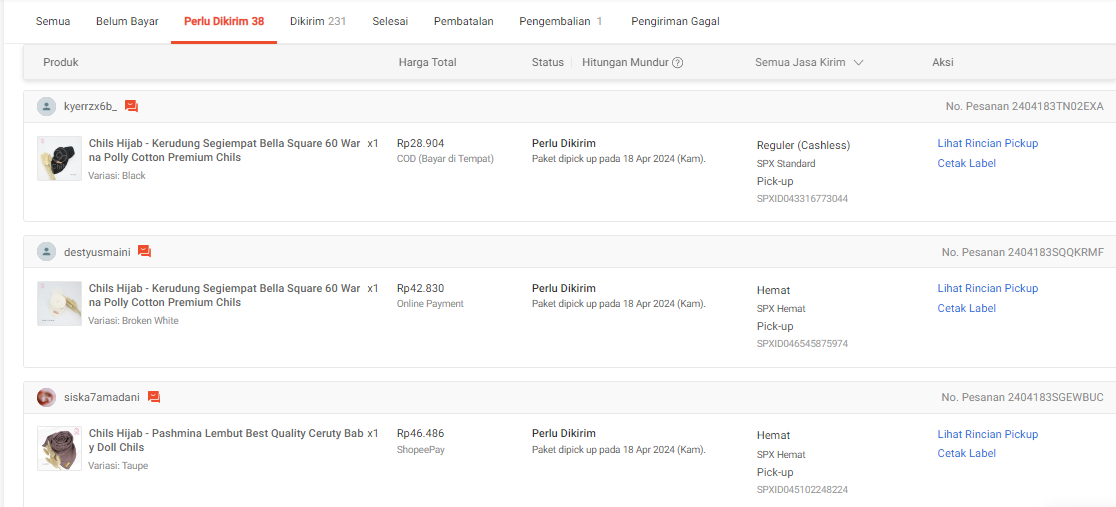 Semua Belum Bayar Perlu Dikirim 38 Dikirim 231 Selesai Pembatalan Pengembalian 1 Pengiriman Gagal
Produk Harga Total Status Hitungan Mundur ? Semua Jasa Kirim Aksi
kyerrzx6b_ No. Pesanan 2404183TN02EXA
Chils Hijab - Kerudung Segiempat Bella Square 60 War x1
na Polly Cotton Premium Chils
Variasi: Black
Rp28.904
COD (Bayar di Tempat)
Perlu Dikirim
Paket dipick up pada 18 Apr 2024 (Kam).
Reguler (Cashless)
SPX Standard
Pick-up
SPXID043316773044
Lihat Rincian Pickup
Cetak Label
destyusmaini No. Pesanan 2404183SQQKRMF
Chils Hijab - Kerudung Segiempat Bella Square 60 War x1
na Polly Cotton Premium Chils
Variasi: Broken White
Rp42.830
Online Payment
Perlu Dikirim
Paket dipick up pada 18 Apr 2024 (Kam).
Hemat
SPX Hemat
Pick-up
SPXID046545875974
Lihat Rincian Pickup
Cetak Label
siska7amadani No. Pesanan 2404183SGEWBUC
Chils Hijab - Pashmina Lembut Best Quality Ceruty Bab x1
y Doll Chils
Variasi: Taupe
Rp46.486
ShopeePay
Perlu Dikirim
Paket dipick up pada 18 Apr 2024 (Kam).
Hemat
SPX Hemat
Pick-up
SPXID045102248224
Lihat Rincian Pickup
Cetak Label